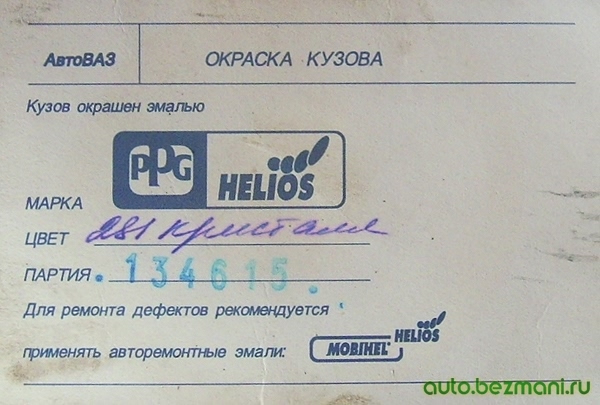 АвтоВАЗ ОКРАСКА КУЗОВА
Кузов окрашен эмалью
PPG HELIOS
МАРКА
ЦВЕТ 281 кристалл
ПАРТИЯ . 134615 .
Для ремонта дефектов рекомендуется
применять авторемонтные эмали: MOBIHEL HELIOS
auto.bezmani.ru